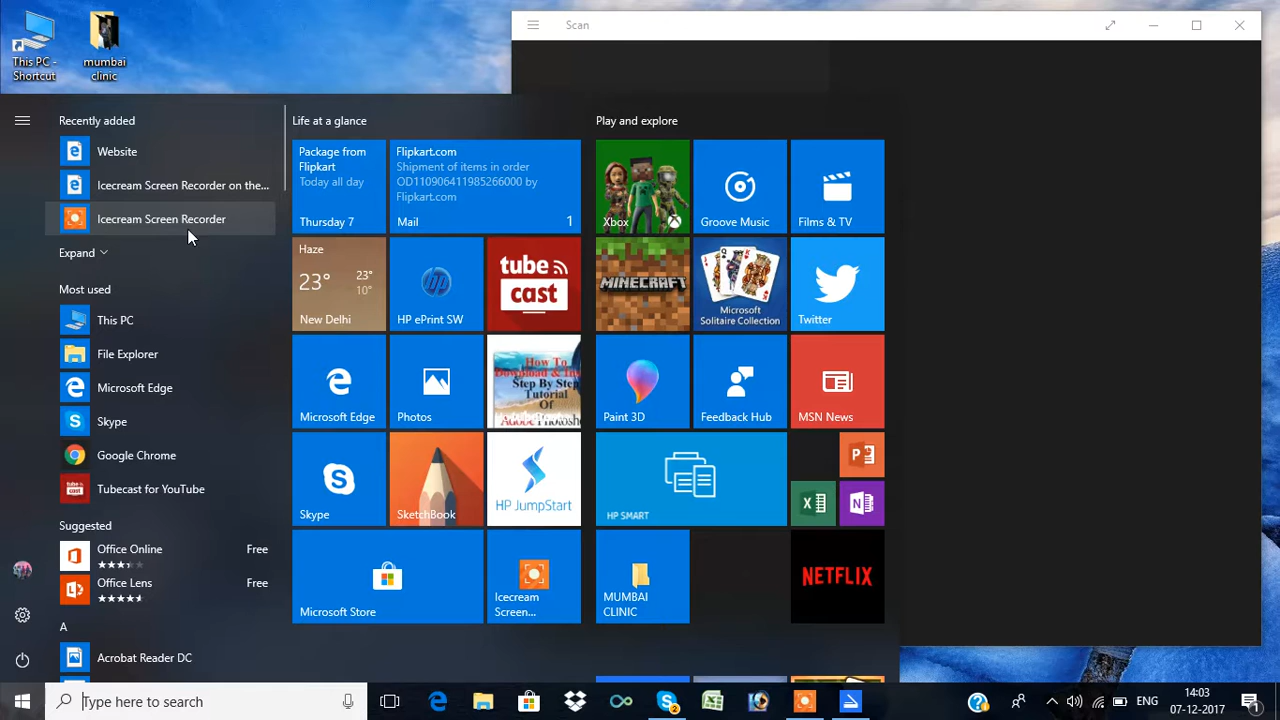 This PC -
Shortcut
mumbai
clinic
Scan
Recently added
Website
Icecream Screen Recorder on the...
Icecream Screen Recorder
Expand
Most used
This PC
File Explorer
Microsoft Edge
Skype
Google Chrome
Tubecast for YouTube
Suggested
Office Online
Free
Office Lens
Free
A
Acrobat Reader DC
Life at a glance
Package from
Flipkart
Today all day
Thursday 7
Flipkart.com
Shipment of items in order
OD110906411985266000 by
Flipkart.com
Mail
1
Haze
23°
23°
10°
New Delhi
hp
HP ePrint SW
tube
cast
Microsoft Edge
Photos
How To
Download &
Step By Step
Tutorial
Of
Adobe Photosho
Skype
SketchBook
HP JumpStart
Microsoft Store
Icecream
Screen...
Play and explore
Xbox
Groove Music
Films & TV
MINECRAFT
Microsoft
Solitaire Collection
Twitter
Paint 3D
Feedback Hub
MSN News
HP SMART
MUMBAI
CLINIC
NETFLIX
Type here to search
2
ENG
14:03
07-12-2017
1